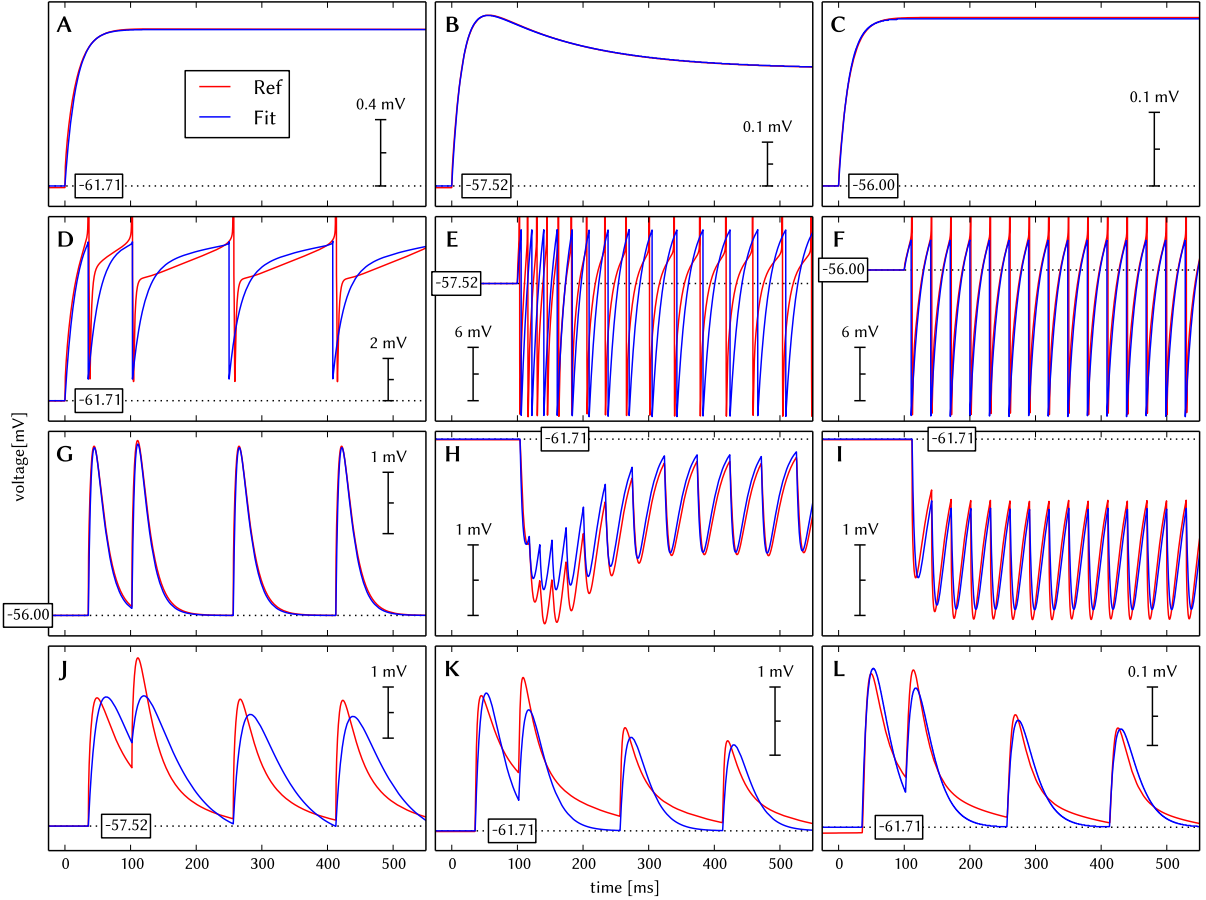 A
Ref
Fit
0.4 mV
-61.71
B
0.1 mV
-57.52
C
0.1 mV
-56.00
D
2 mV
-61.71
E
-57.52
6 mV
F
-56.00
6 mV
voltage[mV]
G
1 mV
-56.00
H
-61.71
1 mV
I
-61.71
1 mV
J
1 mV
-57.52
K
1 mV
-61.71
L
0.1 mV
-61.71
0 100 200 300 400 500
0 100 200 300 400 500
0 100 200 300 400 500
time [ms]